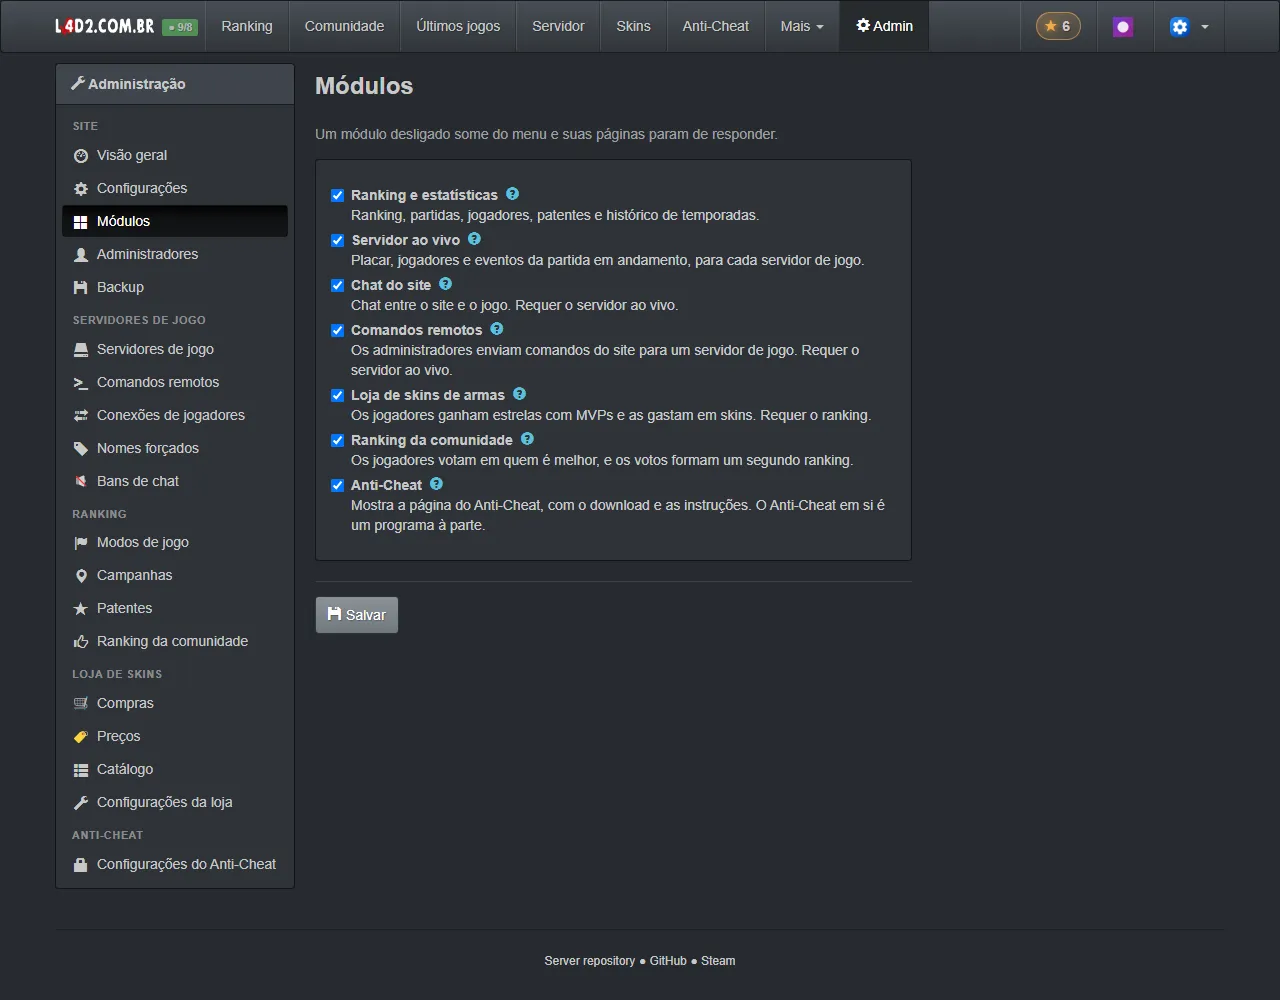 L4D2.COM.BR ● 9/8 Ranking Comunidade Últimos jogos Servidor Skins Anti-Cheat Mais Admin 6
Administração
SITE
Visão geral
Configurações
Módulos
Administradores
Backup
SERVIDORES DE JOGO
Servidores de jogo
Comandos remotos
Conexões de jogadores
Nomes forçados
Bans de chat
RANKING
Modos de jogo
Campanhas
Patentes
Ranking da comunidade
LOJA DE SKINS
Compras
Preços
Catálogo
Configurações da loja
ANTI-CHEAT
Configurações do Anti-Cheat
Módulos
Um módulo desligado some do menu e suas páginas param de responder.
Ranking e estatísticas ?
Ranking, partidas, jogadores, patentes e histórico de temporadas.
Servidor ao vivo ?
Placar, jogadores e eventos da partida em andamento, para cada servidor de jogo.
Chat do site ?
Chat entre o site e o jogo. Requer o servidor ao vivo.
Comandos remotos ?
Os administradores enviam comandos do site para um servidor de jogo. Requer o
servidor ao vivo.
Loja de skins de armas ?
Os jogadores ganham estrelas com MVPs e as gastam em skins. Requer o ranking.
Ranking da comunidade ?
Os jogadores votam em quem é melhor, e os votos formam um segundo ranking.
Anti-Cheat ?
Mostra a página do Anti-Cheat, com o download e as instruções. O Anti-Cheat em si é
um programa à parte.
Salvar
Server repository ● GitHub ● Steam